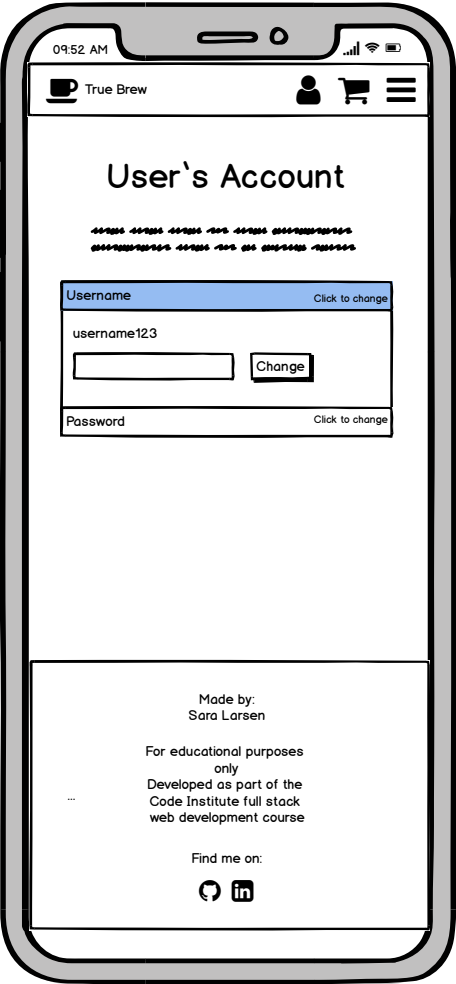 09:52 AM
True Brew
User`s Account
Username
Click to change
username123
Change
Password
Click to change
Made by:
Sara Larsen
For educational purposes
only
Developed as part of the
...
Code Institute full stack
web development course
Find me on:
in